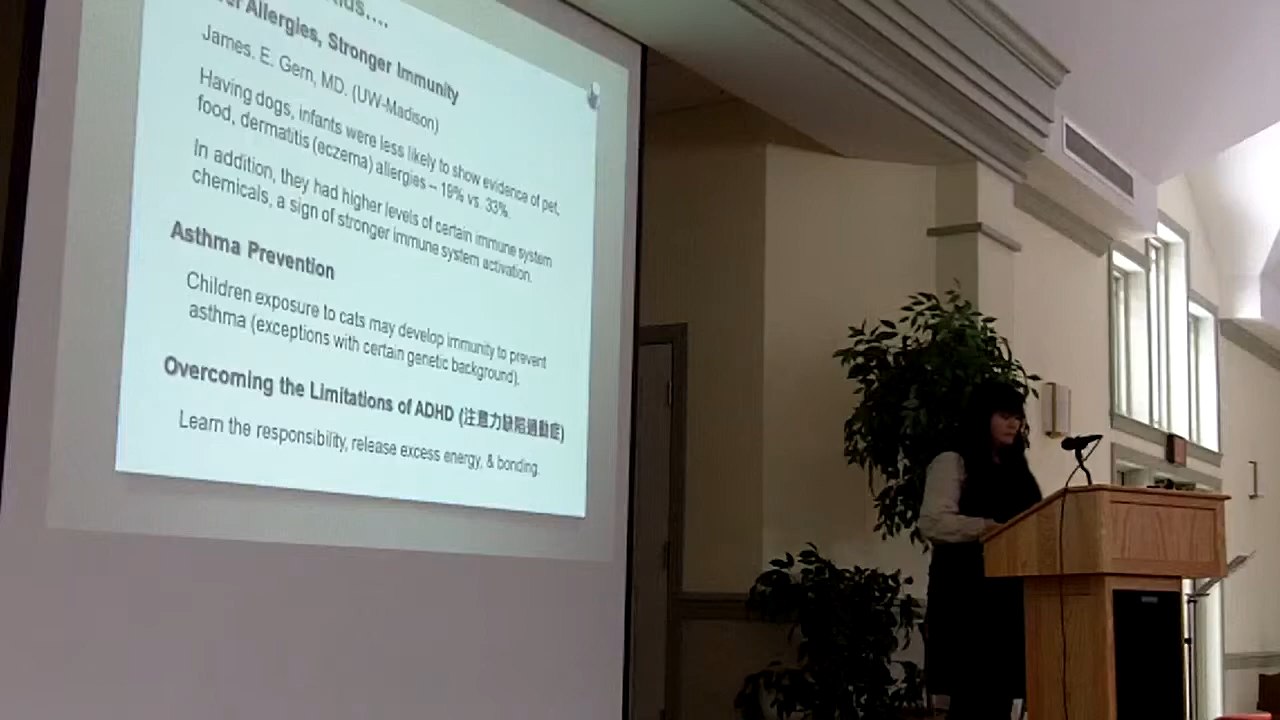 Allergies, Stronger Immunity
James. E. Gern, MD. (UW-Madison)
Having dogs, infants were less likely to show evidence of pet,
food, dermatitis (eczema) allergies – 19% vs. 33%.
In addition, they had higher levels of certain immune system
chemicals, a sign of stronger immune system activation.
Asthma Prevention
Children exposure to cats may develop immunity to prevent
asthma (exceptions with certain genetic background).
Overcoming the Limitations of ADHD (注意力缺陷過動症)
Learn the responsibility, release excess energy, & bonding.